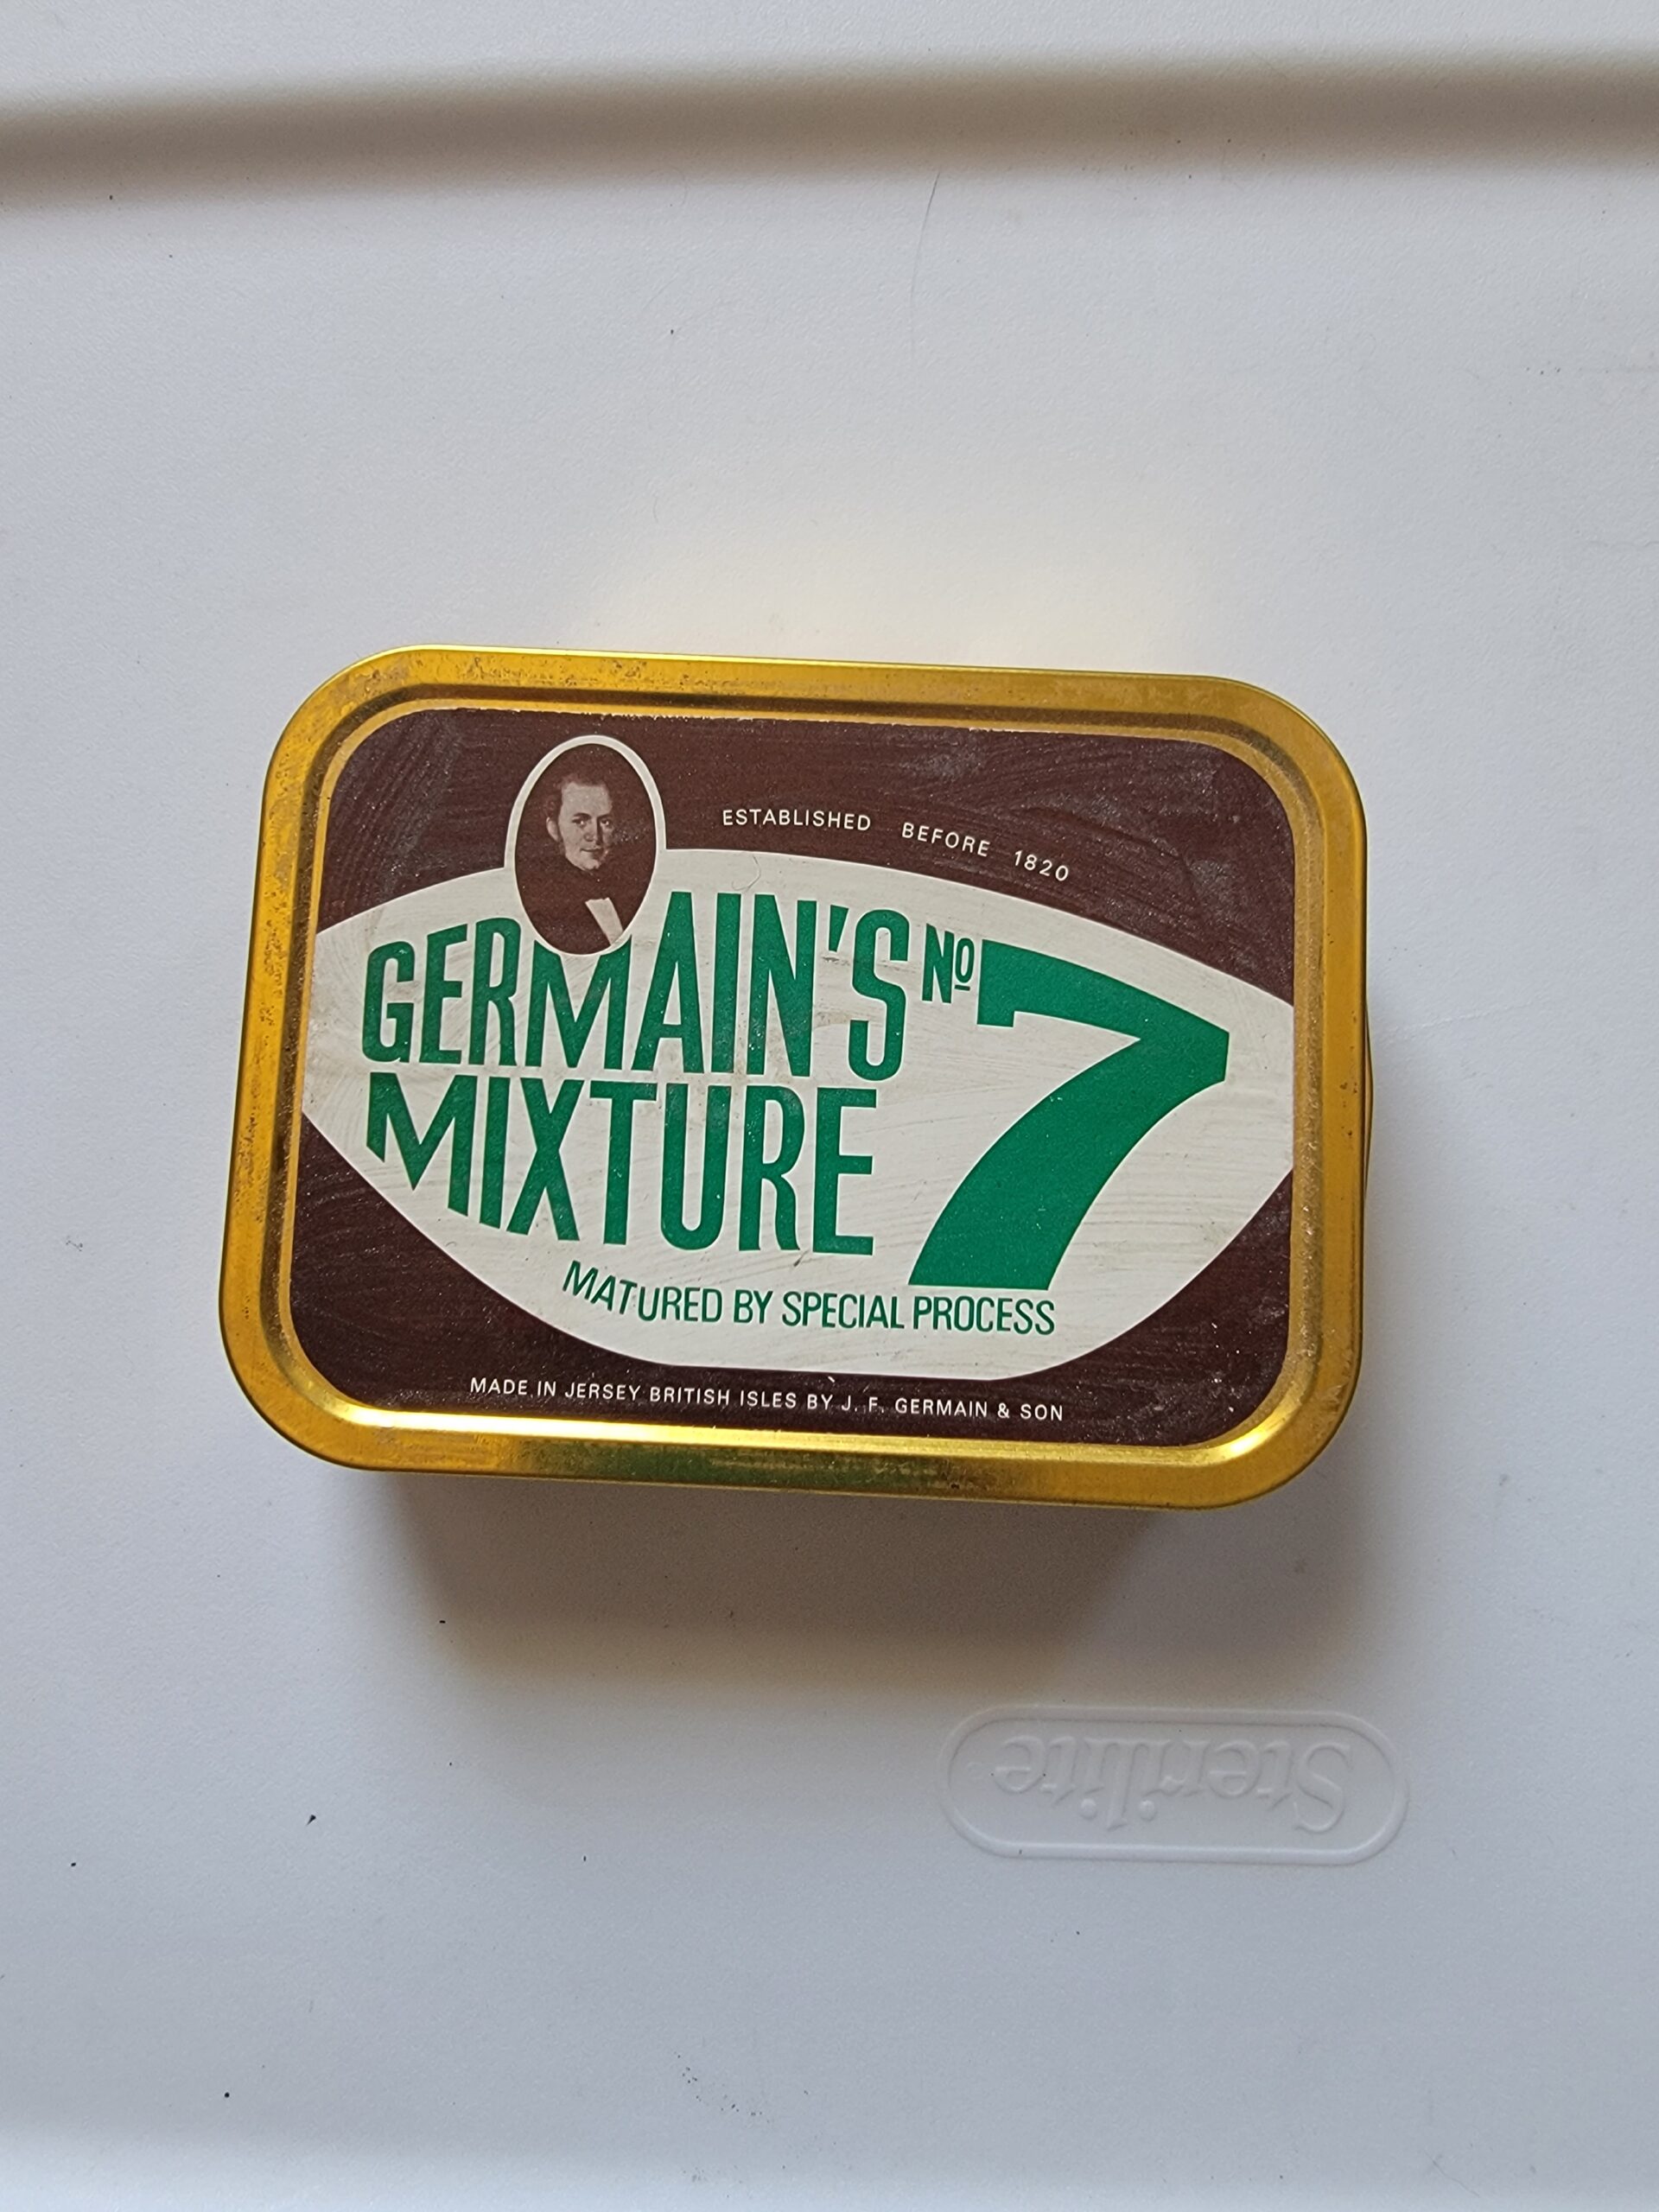 ESTABLISHED BEFORE 1820
GERMAIN'S No 7
MIXTURE
MATURED BY SPECIAL PROCESS
MADE IN JERSEY BRITISH ISLES BY J. F. GERMAIN & SON
Sterilite